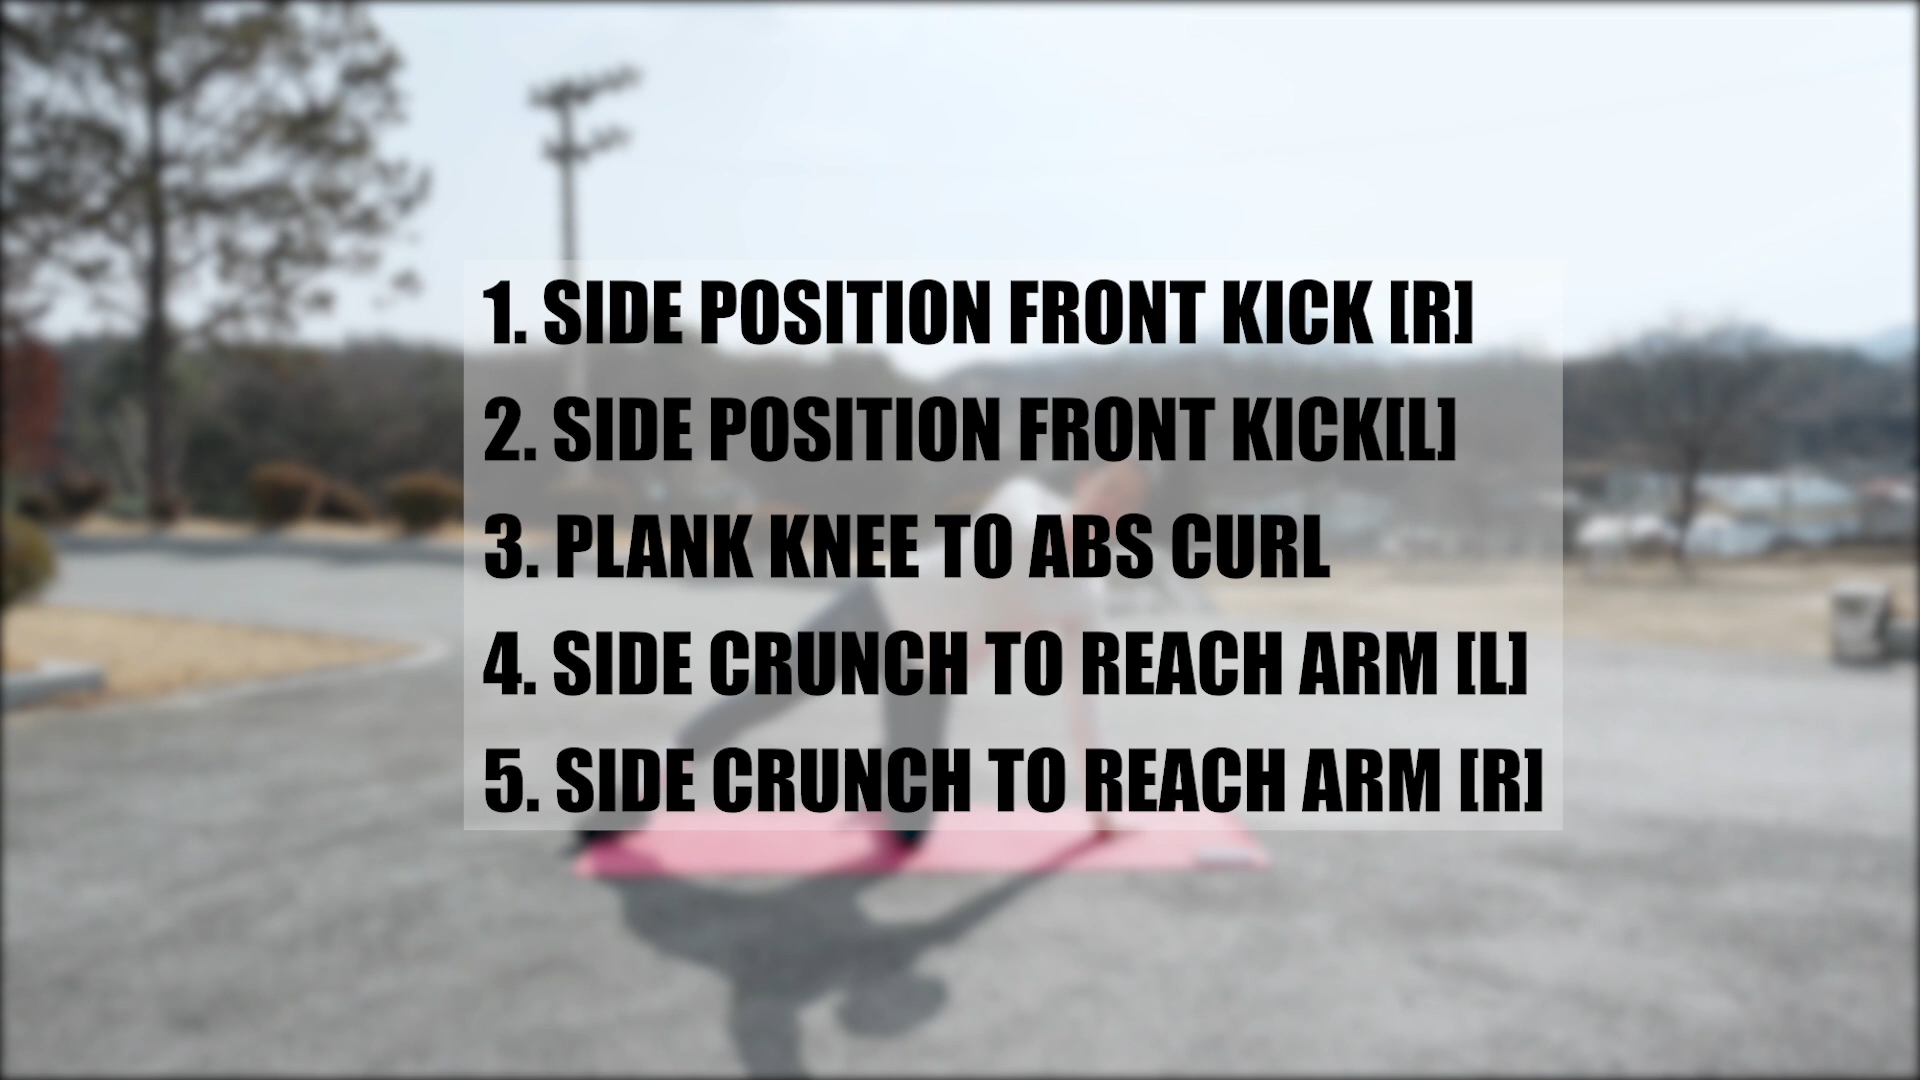 1. SIDE POSITION FRONT KICK [R]
2. SIDE POSITION FRONT KICK[L]
3. PLANK KNEE TO ABS CURL
4. SIDE CRUNCH TO REACH ARM [L]
5. SIDE CRUNCH TO REACH ARM [R]